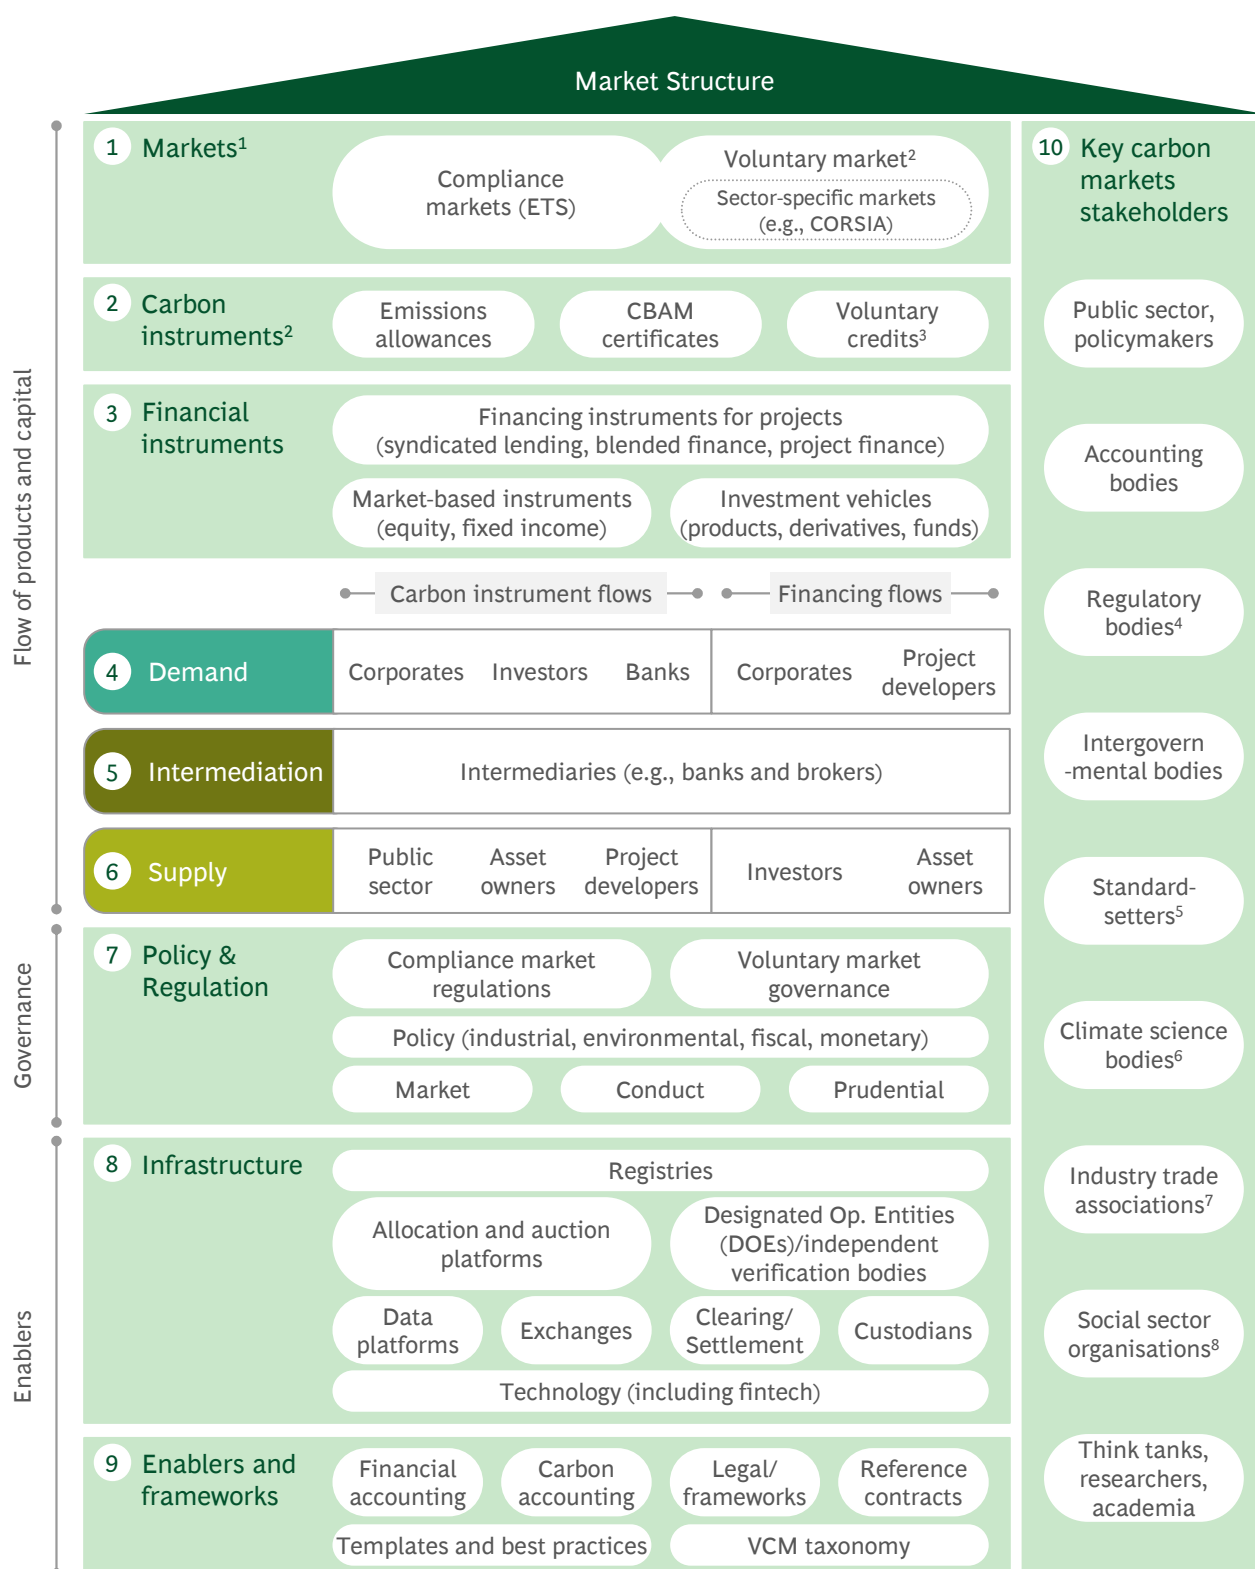 Market Structure
Flow of products and capital
1 Markets¹
Compliance
markets (ETS)
Voluntary market²
Sector-specific markets
(e.g., CORSIA)
2 Carbon
instruments²
Emissions
allowances
CBAM
certificates
Voluntary
credits³
3 Financial
instruments
Financing instruments for projects
(syndicated lending, blended finance, project finance)
Market-based instruments
(equity, fixed income)
Investment vehicles
(products, derivatives, funds)
Carbon instrument flows
Financing flows
4 Demand
Corporates
Investors
Banks
Corporates
Project
developers
5 Intermediation
Intermediaries (e.g., banks and brokers)
6 Supply
Public
sector
Asset
owners
Project
developers
Investors
Asset
owners
Governance
7 Policy &
Regulation
Compliance market
regulations
Voluntary market
governance
Policy (industrial, environmental, fiscal, monetary)
Market
Conduct
Prudential
Enablers
8 Infrastructure
Registries
Allocation and auction
platforms
Designated Op. Entities
(DOEs)/independent
verification bodies
Data
platforms
Exchanges
Clearing/
Settlement
Custodians
Technology (including fintech)
9 Enablers and
frameworks
Financial
accounting
Carbon
accounting
Legal/
frameworks
Reference
contracts
Templates and best practices
VCM taxonomy
10 Key carbon
markets
stakeholders
Public sector,
policymakers
Accounting
bodies
Regulatory
bodies⁴
Intergovern
-mental bodies
Standard-
setters⁵
Climate science
bodies⁶
Industry trade
associations⁷
Social sector
organisations⁸
Think tanks,
researchers,
academia